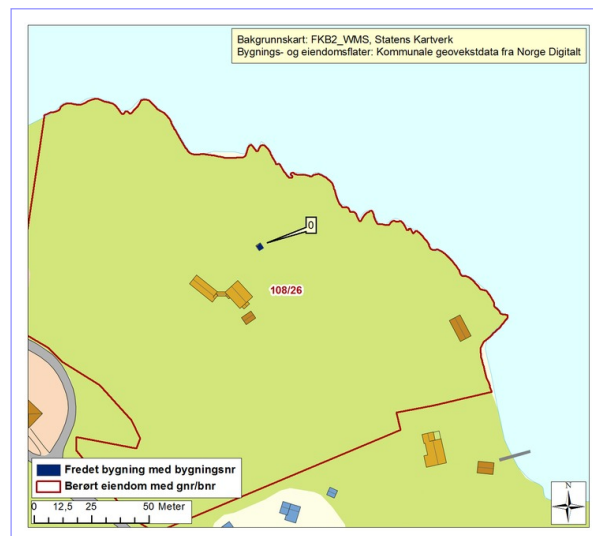 Bakgrunnskart: FKB2_WMS, Statens Kartverk
Bygnings- og eiendomsflater: Kommunale geovekstdata fra Norge Digitalt
0
108/26
Fredet bygning med bygningsnr
Berørt eiendom med gnr/bnr
0 12,5 25 50 Meter
N